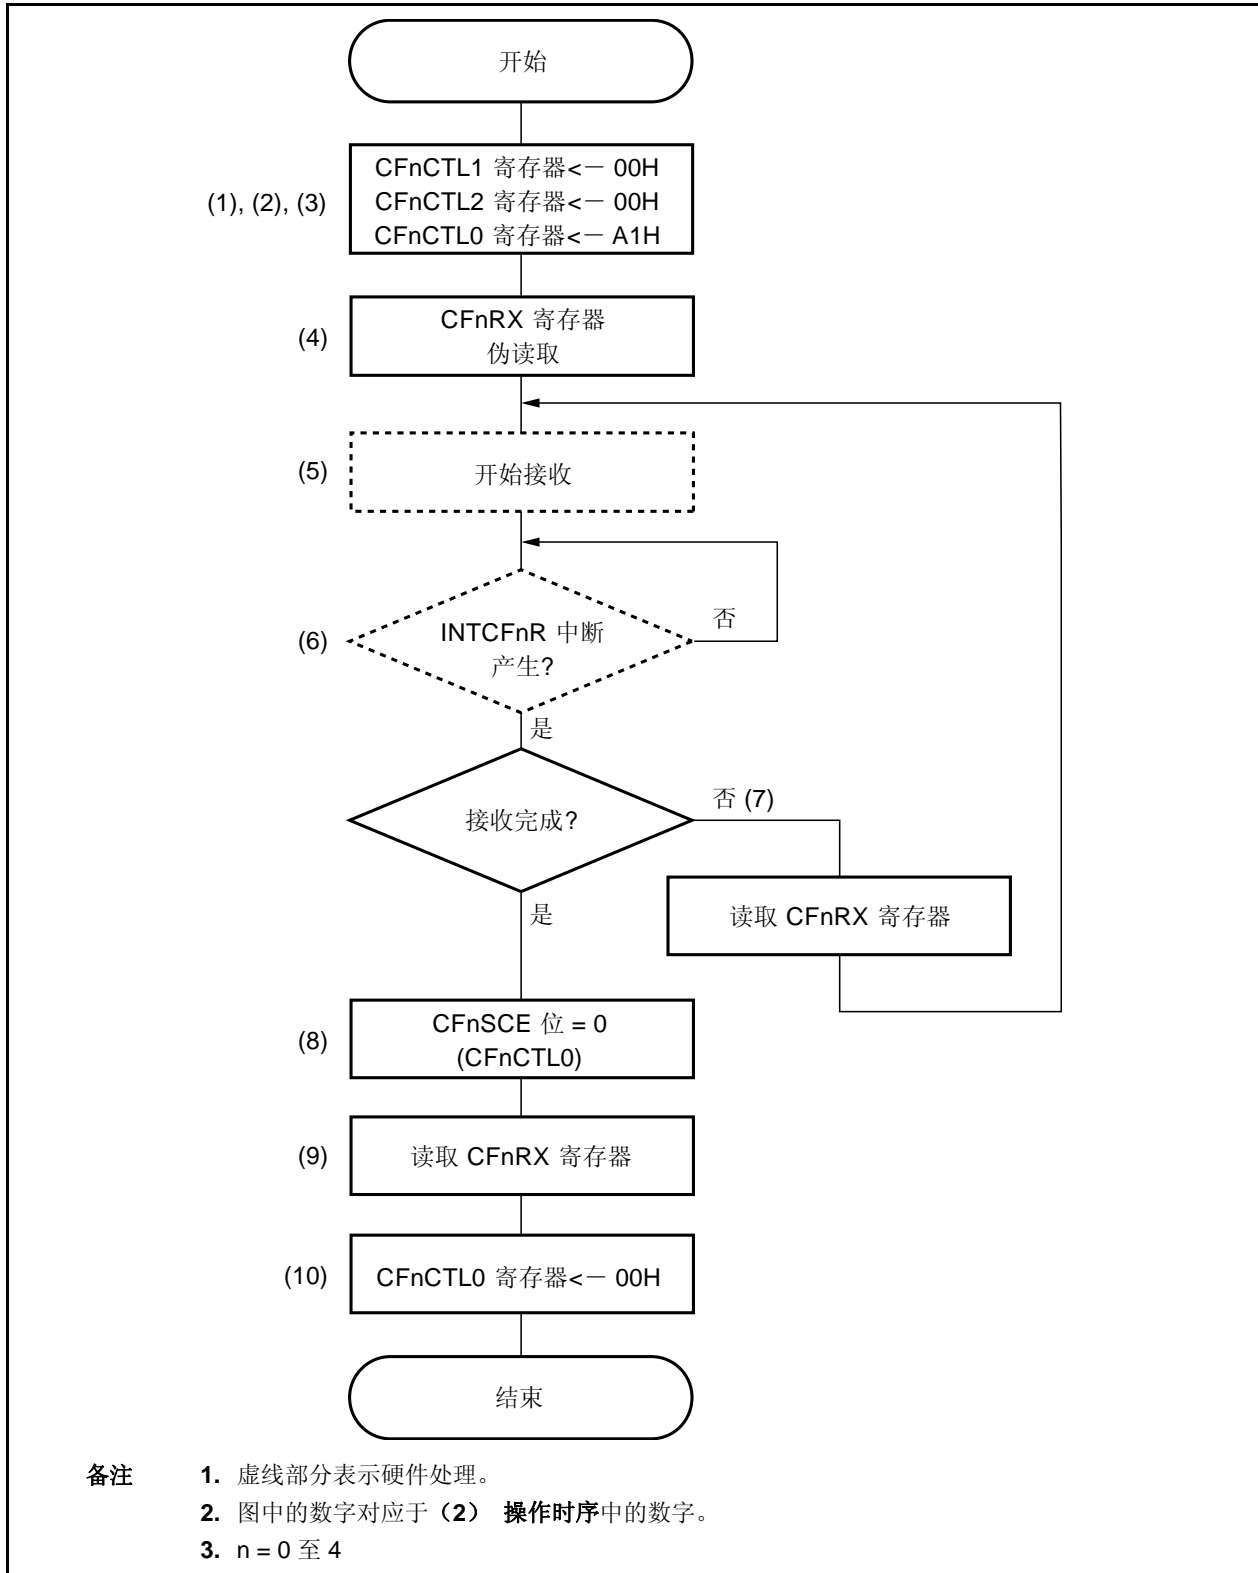 开始
CFnCTL1 寄存器<－ 00H
(1), (2), (3) CFnCTL2 寄存器<－ 00H
CFnCTL0 寄存器<－ A1H
CFnRX 寄存器
(4)
伪读取
(5) 开始接收
否
(6) INTCFnR 中断
产生?
是
否 (7)
接收完成?
读取 CFnRX 寄存器
是
CFnSCE 位 = 0
(8)
(CFnCTL0)
(9) 读取 CFnRX 寄存器
(10) CFnCTL0 寄存器<－ 00H
结束
备注 1. 虚线部分表示硬件处理。
2. 图中的数字对应于（2） 操作时序中的数字。
3. n = 0 至 4